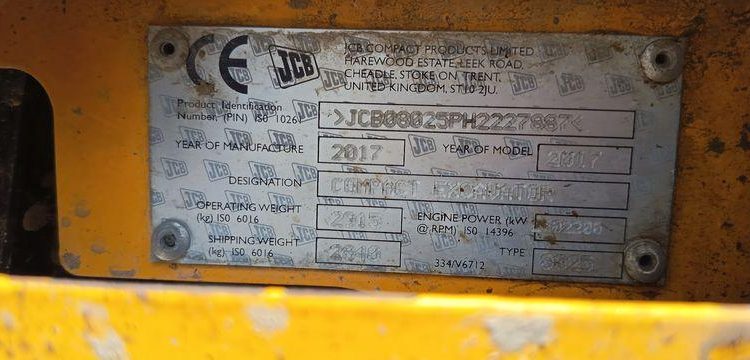 CE JCB
JCB COMPACT PRODUCTS LIMITED
HAREWOOD ESTATE, LEEK ROAD,
CHEADLE, STOKE ON TRENT,
UNITED KINGDOM, ST10 2JU.
Product Identification
Number (PIN) ISO 10261 >JCB08025PH2227887<
YEAR OF MANUFACTURE 2017 YEAR OF MODEL 2017
DESIGNATION COMPACT EXCAVATOR
OPERATING WEIGHT
(kg) ISO 6016
ENGINE POWER (kW
@ RPM) ISO 14396
SHIPPING WEIGHT
(kg) ISO 6016
TYPE 8025
334/V6712